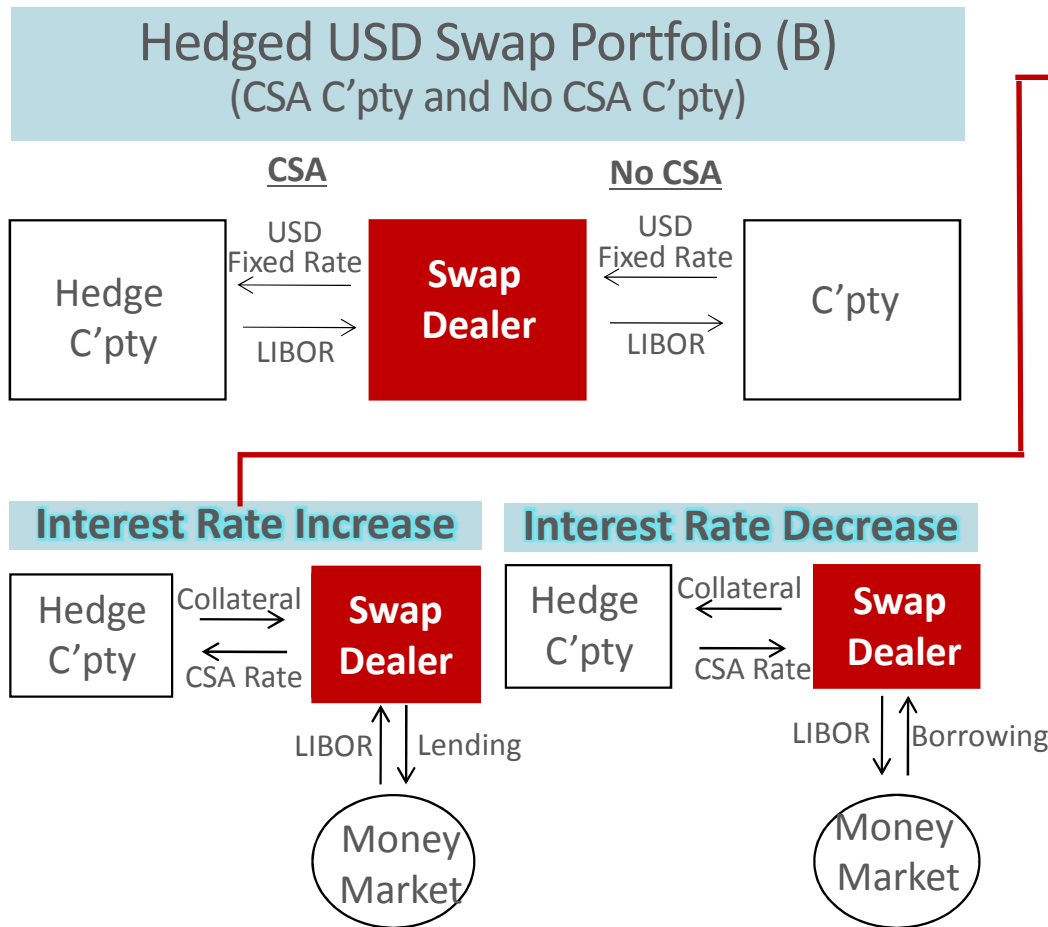 Hedged USD Swap Portfolio (B)
(CSA C'pty and No CSA C'pty)
CSA
No CSA
Hedge
C'pty
USD
Fixed Rate
LIBOR
Swap
Dealer
USD
Fixed Rate
LIBOR
C'pty
Interest Rate Increase
Hedge
C'pty
Collateral
CSA Rate
Swap
Dealer
LIBOR
Lending
Money
Market
Interest Rate Decrease
Hedge
C'pty
Collateral
CSA Rate
Swap
Dealer
LIBOR
Borrowing
Money
Market